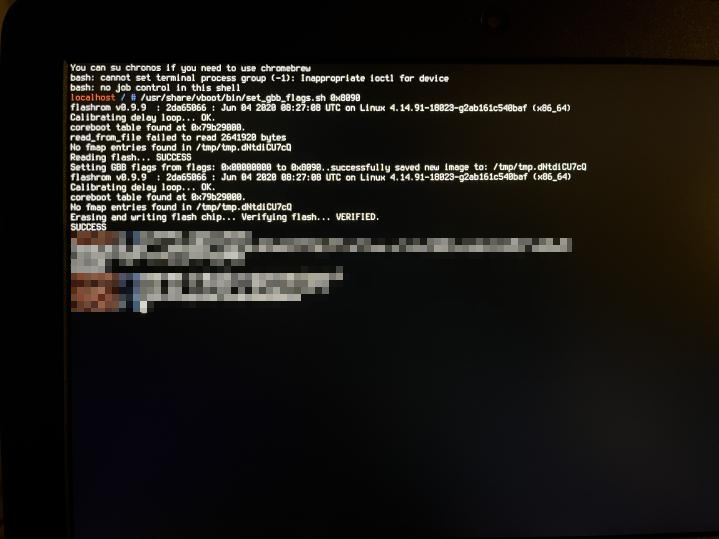 You can su chronos if you need to use chromebrew
bash: cannot set terminal process group (-1): Inappropriate ioctl for device
bash: no job control in this shell
localhost / # /usr/share/vboot/bin/set_gbb_flags.sh 0x8090
flashrom v0.9.9  : 2da65066 : Jun 04 2020 08:27:08 UTC on Linux 4.14.91-18023-g2ab161c540baf (x86_64)
Calibrating delay loop... OK.
coreboot table found at 0x79b29000.
read_from_file failed to read 2641920 bytes
No fmap entries found in /tmp/tmp.dNtdiCU7cQ
Reading flash... SUCCESS
Setting GBB flags from flags: 0x00000000 to 0x8090..successfully saved new image to: /tmp/tmp.dNtdiCU7cQ
flashrom v0.9.9  : 2da65066 : Jun 04 2020 08:27:08 UTC on Linux 4.14.91-18023-g2ab161c540baf (x86_64)
Calibrating delay loop... OK.
coreboot table found at 0x79b29000.
No fmap entries found in /tmp/tmp.dNtdiCU7cQ
Erasing and writing flash chip... Verifying flash... VERIFIED.
SUCCESS